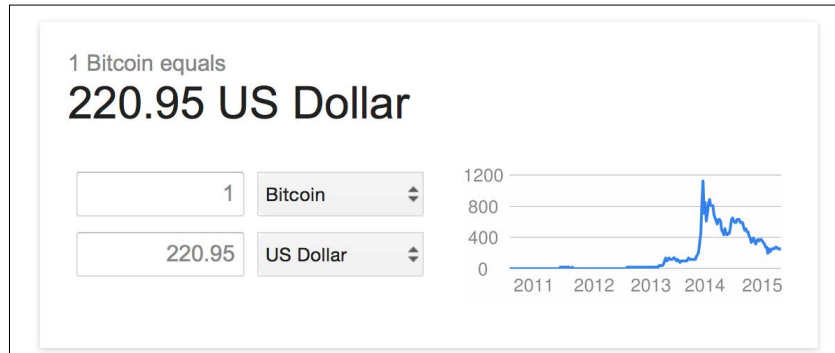 1 Bitcoin equals
220.95 US Dollar
1 Bitcoin
220.95 US Dollar
1200
800
400
0
2011 2012 2013 2014 2015